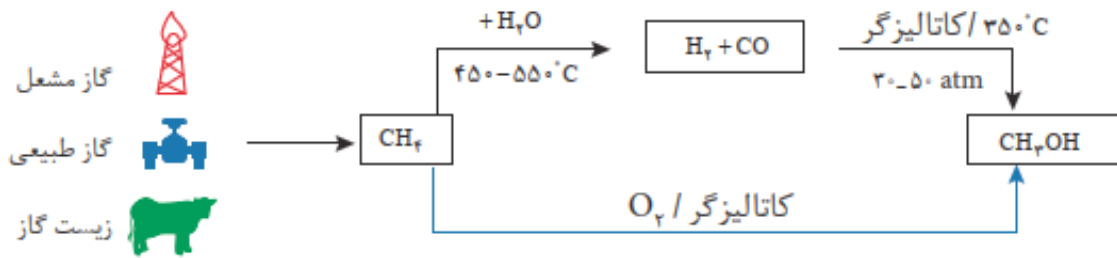 گاز مشعل
گاز طبیعی
زیست گاز
CH۴
+H۲O
۴۵۰−۵۵۰°C
H۲+CO
۳۵۰°C/کاتالیزگر
۳۰_۵۰ atm
CH۳OH
O۲ / کاتالیزگر